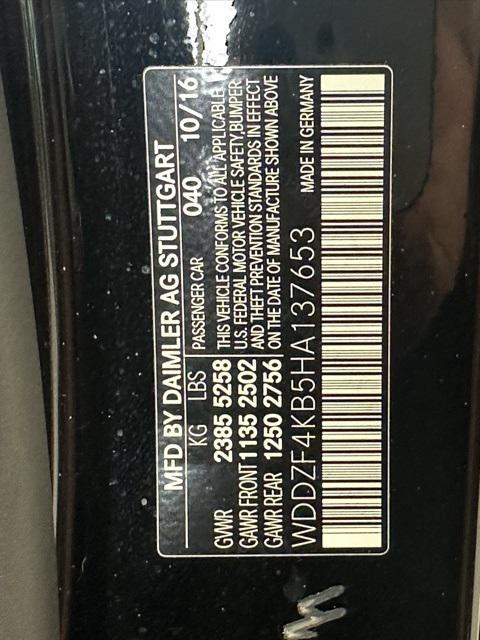 MFD BY DAIMLER AG STUTTGART
KG LBS PASSENGER CAR 040 10/16
GVWR 2385 5258 THIS VEHICLE CONFORMS TO ALL APPLICABLE
GAWR FRONT 1135 2502 U.S. FEDERAL MOTOR VEHICLE SAFETY, BUMPER,
GAWR REAR 1250 2756 AND THEFT PREVENTION STANDARDS IN EFFECT
ON THE DATE OF MANUFACTURE SHOWN ABOVE
WDDZF4KB5HA137653 MADE IN GERMANY